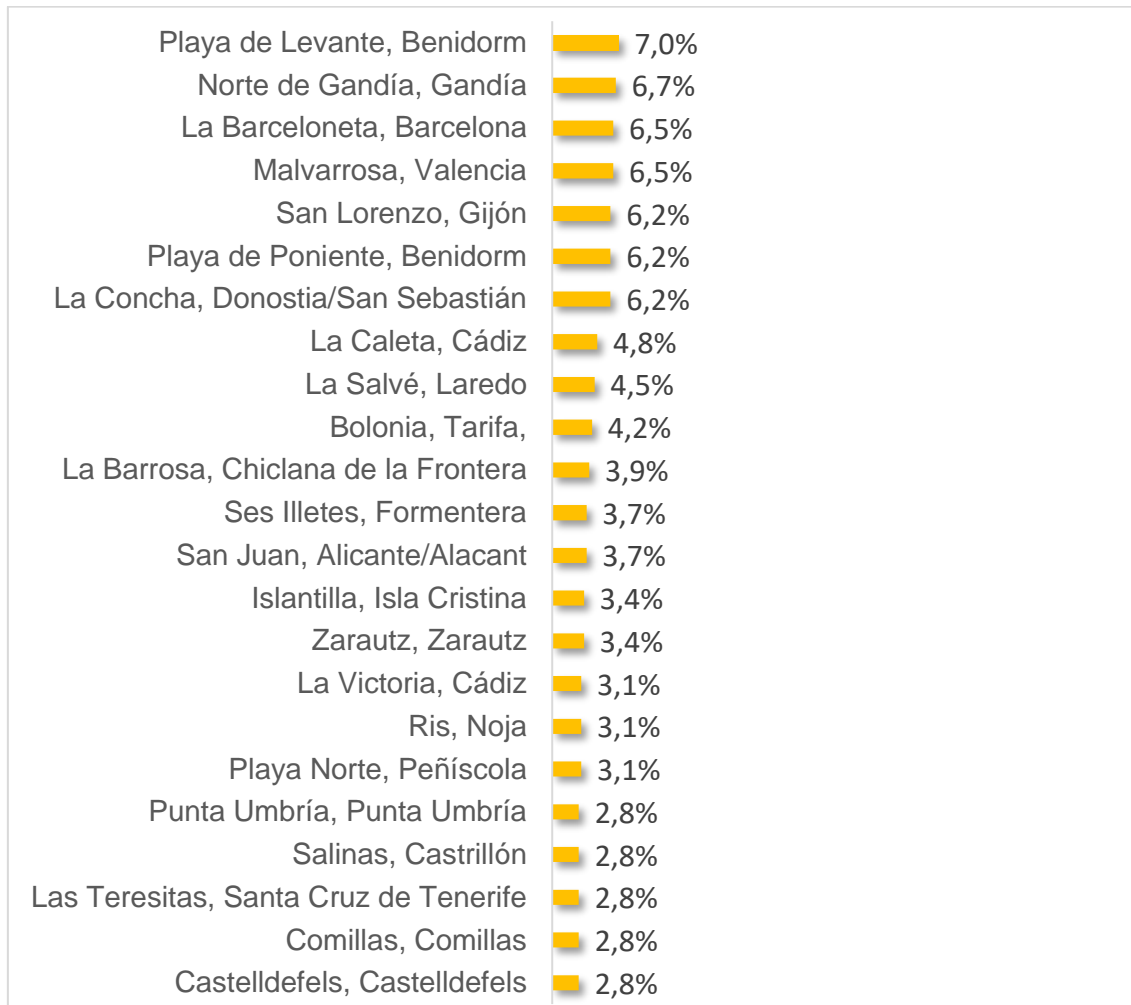 Playa de Levante, Benidorm 7,0%
Norte de Gandía, Gandía 6,7%
La Barceloneta, Barcelona 6,5%
Malvarrosa, Valencia 6,5%
San Lorenzo, Gijón 6,2%
Playa de Poniente, Benidorm 6,2%
La Concha, Donostia/San Sebastián 6,2%
La Caleta, Cádiz 4,8%
La Salvé, Laredo 4,5%
Bolonia, Tarifa, 4,2%
La Barrosa, Chiclana de la Frontera 3,9%
Ses Illetes, Formentera 3,7%
San Juan, Alicante/Alacant 3,7%
Islantilla, Isla Cristina 3,4%
Zarautz, Zarautz 3,4%
La Victoria, Cádiz 3,1%
Ris, Noja 3,1%
Playa Norte, Peñíscola 3,1%
Punta Umbría, Punta Umbría 2,8%
Salinas, Castrillón 2,8%
Las Teresitas, Santa Cruz de Tenerife 2,8%
Comillas, Comillas 2,8%
Castelldefels, Castelldefels 2,8%